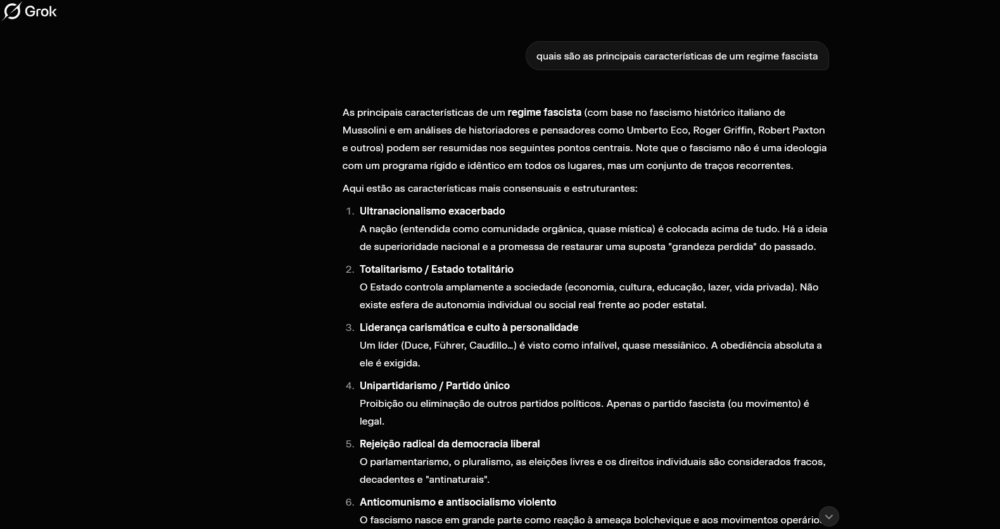 Grok
quais são as principais características de um regime fascista
As principais características de um regime fascista (com base no fascismo histórico italiano de
Mussolini e em análises de historiadores e pensadores como Umberto Eco, Roger Griffin, Robert Paxton
e outros) podem ser resumidas nos seguintes pontos centrais. Note que o fascismo não é uma ideologia
com um programa rígido e idêntico em todos os lugares, mas um conjunto de traços recorrentes.
Aqui estão as características mais consensuais e estruturantes:
1. Ultranacionalismo exacerbado
A nação (entendida como comunidade orgânica, quase mística) é colocada acima de tudo. Há a ideia
de superioridade nacional e a promessa de restaurar uma suposta "grandeza perdida" do passado.
2. Totalitarismo / Estado totalitário
O Estado controla amplamente a sociedade (economia, cultura, educação, lazer, vida privada). Não
existe esfera de autonomia individual ou social real frente ao poder estatal.
3. Liderança carismática e culto à personalidade
Um líder (Duce, Führer, Caudillo…) é visto como infalível, quase messiânico. A obediência absoluta a
ele é exigida.
4. Unipartidarismo / Partido único
Proibição ou eliminação de outros partidos políticos. Apenas o partido fascista (ou movimento) é
legal.
5. Rejeição radical da democracia liberal
O parlamentarismo, o pluralismo, as eleições livres e os direitos individuais são considerados fracos,
decadentes e "antinaturais".
6. Anticomunismo e antisocialismo violento
O fascismo nasce em grande parte como reação à ameaça bolchevique e aos movimentos operários